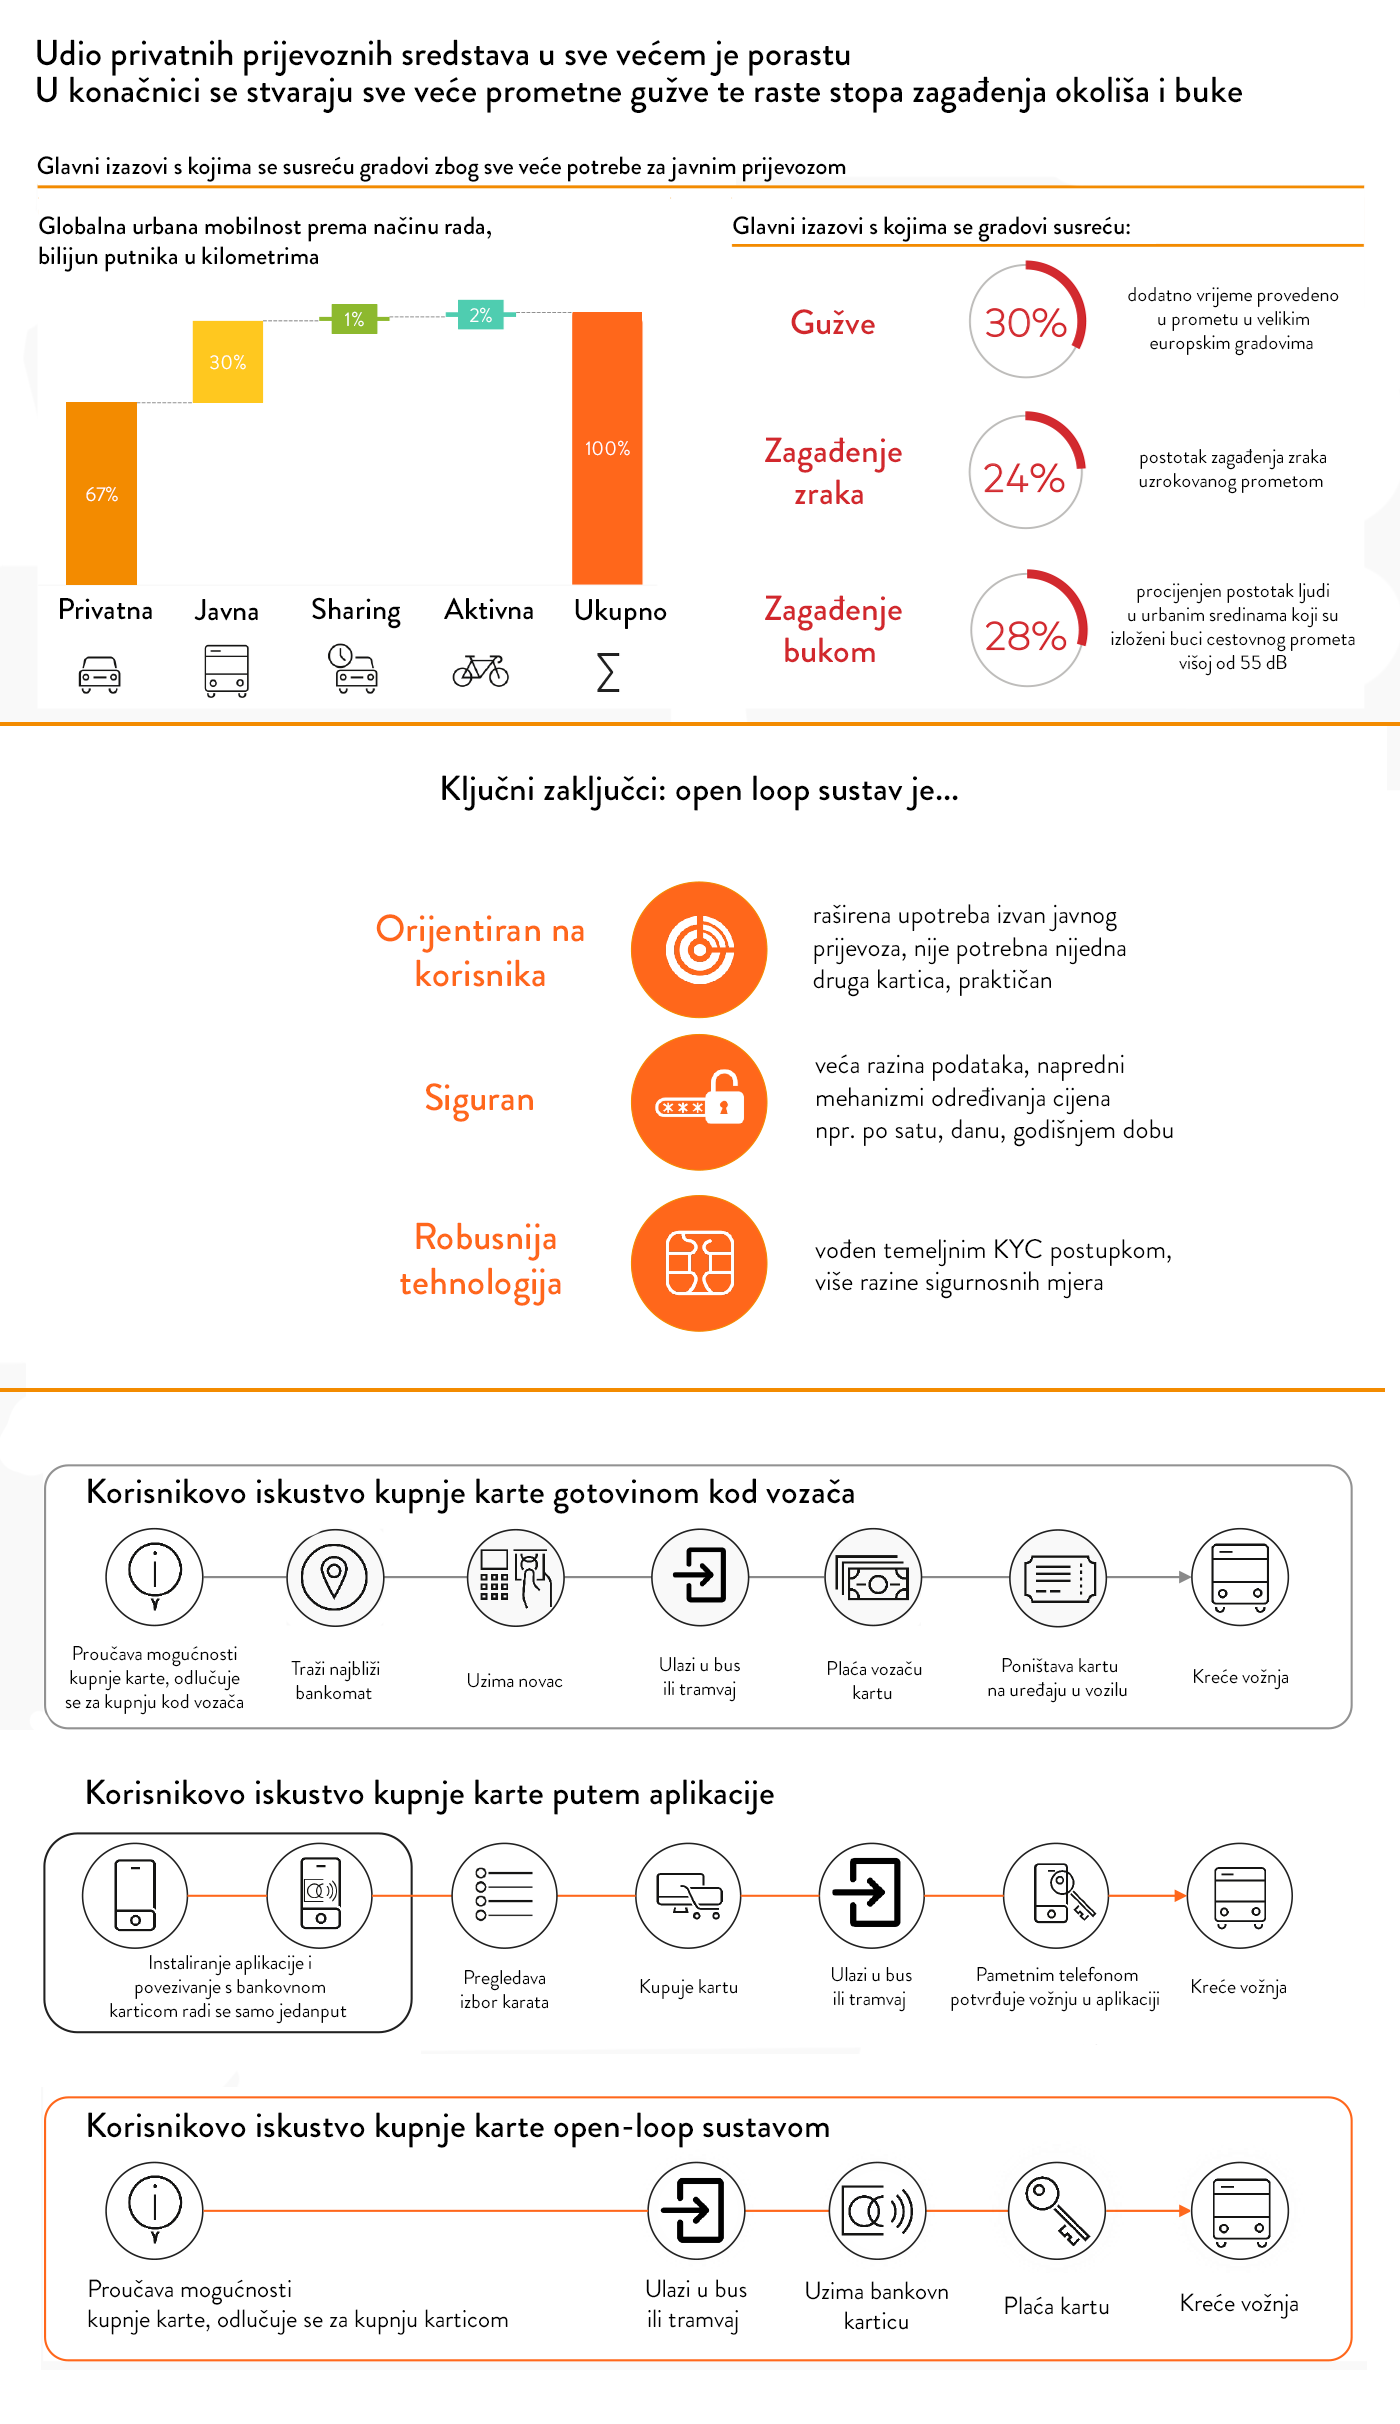 Udio privatnih prijevoznih sredstava u sve većem je porastu
U konačnici se stvaraju sve veće prometne gužve te raste stopa zagađenja okoliša i buke
Glavni izazovi s kojima se susreću gradovi zbog sve veće potrebe za javnim prijevozom
Globalna urbana mobilnost prema načinu rada,
bilijun putnika u kilometrima
67%
30%
1%
2%
100%
Privatna
Javna
Sharing
Aktivna
Ukupno
Σ
Glavni izazovi s kojima se gradovi susreću:
Gužve
30%
dodatno vrijeme provedeno
u prometu u velikim
europskim gradovima
Zagađenje
zraka
24%
postotak zagađenja zraka
uzrokovanog prometom
Zagađenje
bukom
28%
procijenjen postotak ljudi
u urbanim sredinama koji su
izloženi buci cestovnog prometa
višoj od 55 dB
Ključni zaključci: open loop sustav je...
Orijentiran na
korisnika
raširena upotreba izvan javnog
prijevoza, nije potrebna nijedna
druga kartica, praktičan
Siguran
****
veća razina podataka, napredni
mehanizmi određivanja cijena
npr. po satu, danu, godišnjem dobu
Robusnija
tehnologija
vođen temeljnim KYC postupkom,
više razine sigurnosnih mjera
Korisnikovo iskustvo kupnje karte gotovinom kod vozača
Proučava mogućnosti
kupnje karte, odlučuje
se za kupnju kod vozača
Traži najbliži
bankomat
Uzima novac
Ulazi u bus
ili tramvaj
Plaća vozaču
kartu
Poništava kartu
na uređaju u vozilu
Kreće vožnja
Korisnikovo iskustvo kupnje karte putem aplikacije
Instaliranje aplikacije i
povezivanje s bankovnom
karticom radi se samo jedanput
Pregledava
izbor karata
Kupuje kartu
Ulazi u bus
ili tramvaj
Pametnim telefonom
potvrđuje vožnju u aplikaciji
Kreće vožnja
Korisnikovo iskustvo kupnje karte open-loop sustavom
Proučava mogućnosti
kupnje karte, odlučuje se za kupnju karticom
Ulazi u bus
ili tramvaj
Uzima bankovn
karticu
Plaća kartu
Kreće vožnja